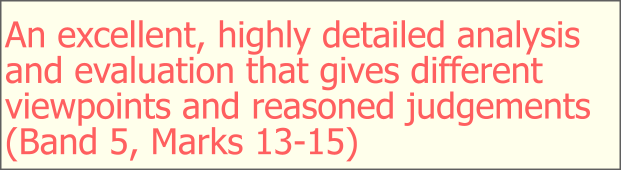 An excellent, highly detailed analysis
and evaluation that gives different
viewpoints and reasoned judgements
(Band 5, Marks 13-15)